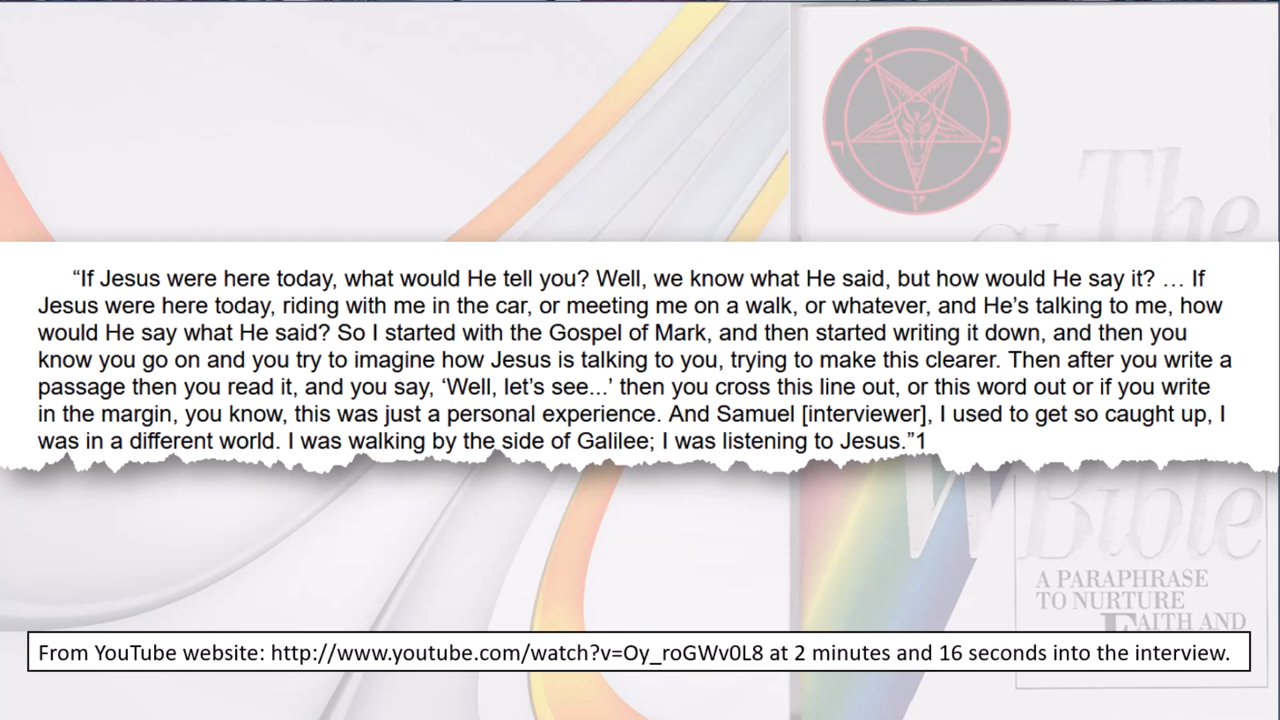 The
“If Jesus were here today, what would He tell you? Well, we know what He said, but how would He say it? … If
Jesus were here today, riding with me in the car, or meeting me on a walk, or whatever, and He’s talking to me, how
would He say what He said? So I started with the Gospel of Mark, and then started writing it down, and then you
know you go on and you try to imagine how Jesus is talking to you, trying to make this clearer. Then after you write a
passage then you read it, and you say, ‘Well, let’s see...’ then you cross this line out, or this word out or if you write
in the margin, you know, this was just a personal experience. And Samuel [interviewer], I used to get so caught up, I
was in a different world. I was walking by the side of Galilee; I was listening to Jesus.”1
Bible
A PARAPHRASE
TO NURTURE
FAITH AND
From YouTube website: http://www.youtube.com/watch?v=Oy_roGWv0L8 at 2 minutes and 16 seconds into the interview.